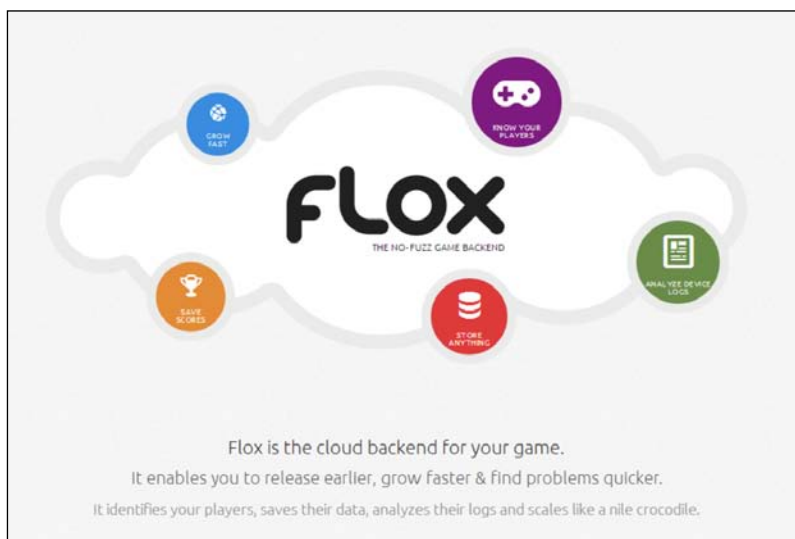 KNOW YOUR
PLAYERS
GROW
FAST
FLOX
THE NO-FUZZ GAME BACKEND
ANALYZE DEVICE
LOGS
SAVE
SCORES
STORE
ANYTHING
Flox is the cloud backend for your game.
It enables you to release earlier, grow faster & find problems quicker.
It identifies your players, saves their data, analyzes their logs and scales like a nile crocodile.